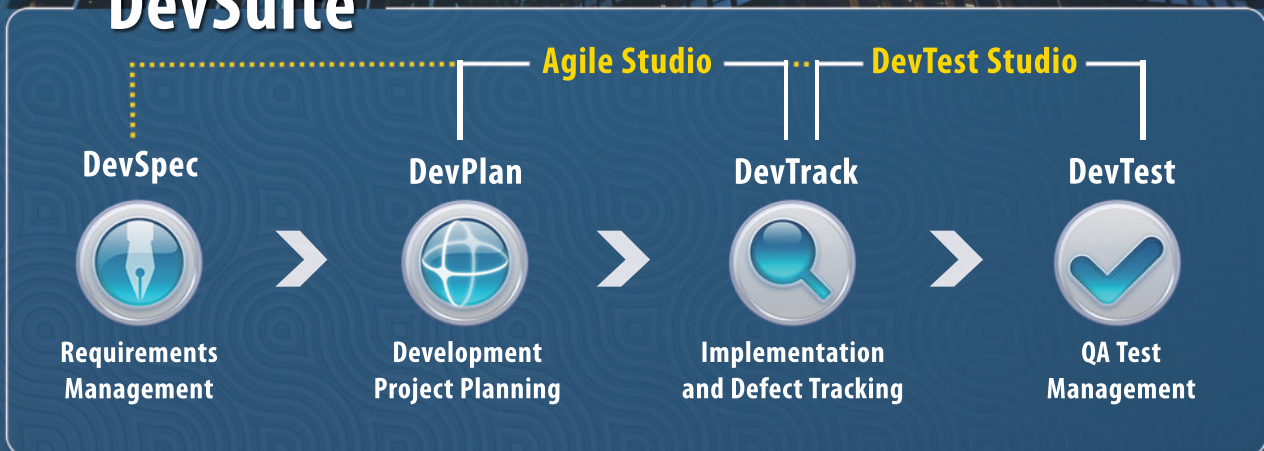 DevSuite
Agile Studio
DevTest Studio
DevSpec
DevPlan
DevTrack
DevTest
Requirements
Management
Development
Project Planning
Implementation
and Defect Tracking
QA Test
Management